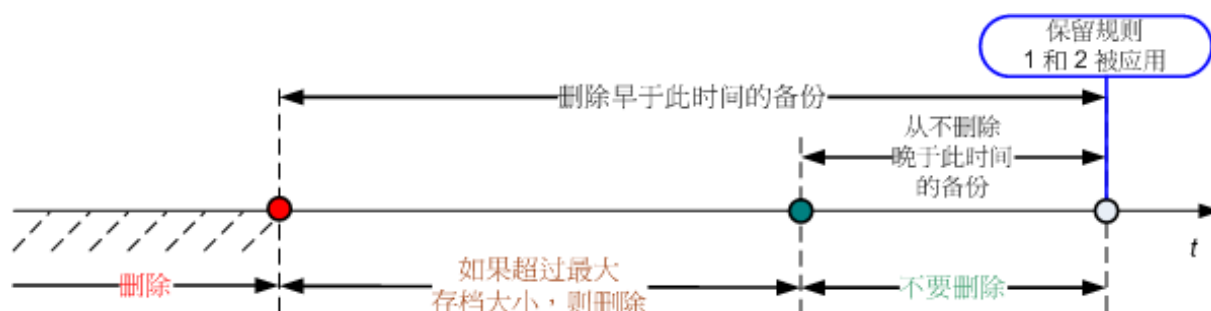 保留规则
1 和 2 被应用
删除早于此时间的备份
从不删除
晚于此时间
的备份
t
删除
如果超过最大
存档大小，则删除
不要删除